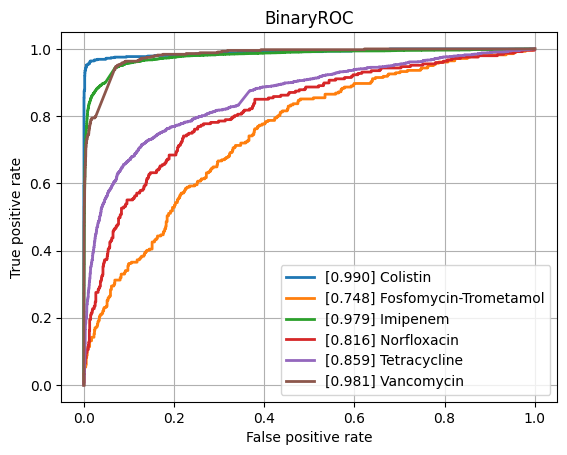 BinaryROC
True positive rate
1.0
0.8
0.6
0.4
0.2
0.0
[0.990] Colistin
[0.748] Fosfomycin-Trometamol
[0.979] Imipenem
[0.816] Norfloxacin
[0.859] Tetracycline
[0.981] Vancomycin
0.0 0.2 0.4 0.6 0.8 1.0
False positive rate